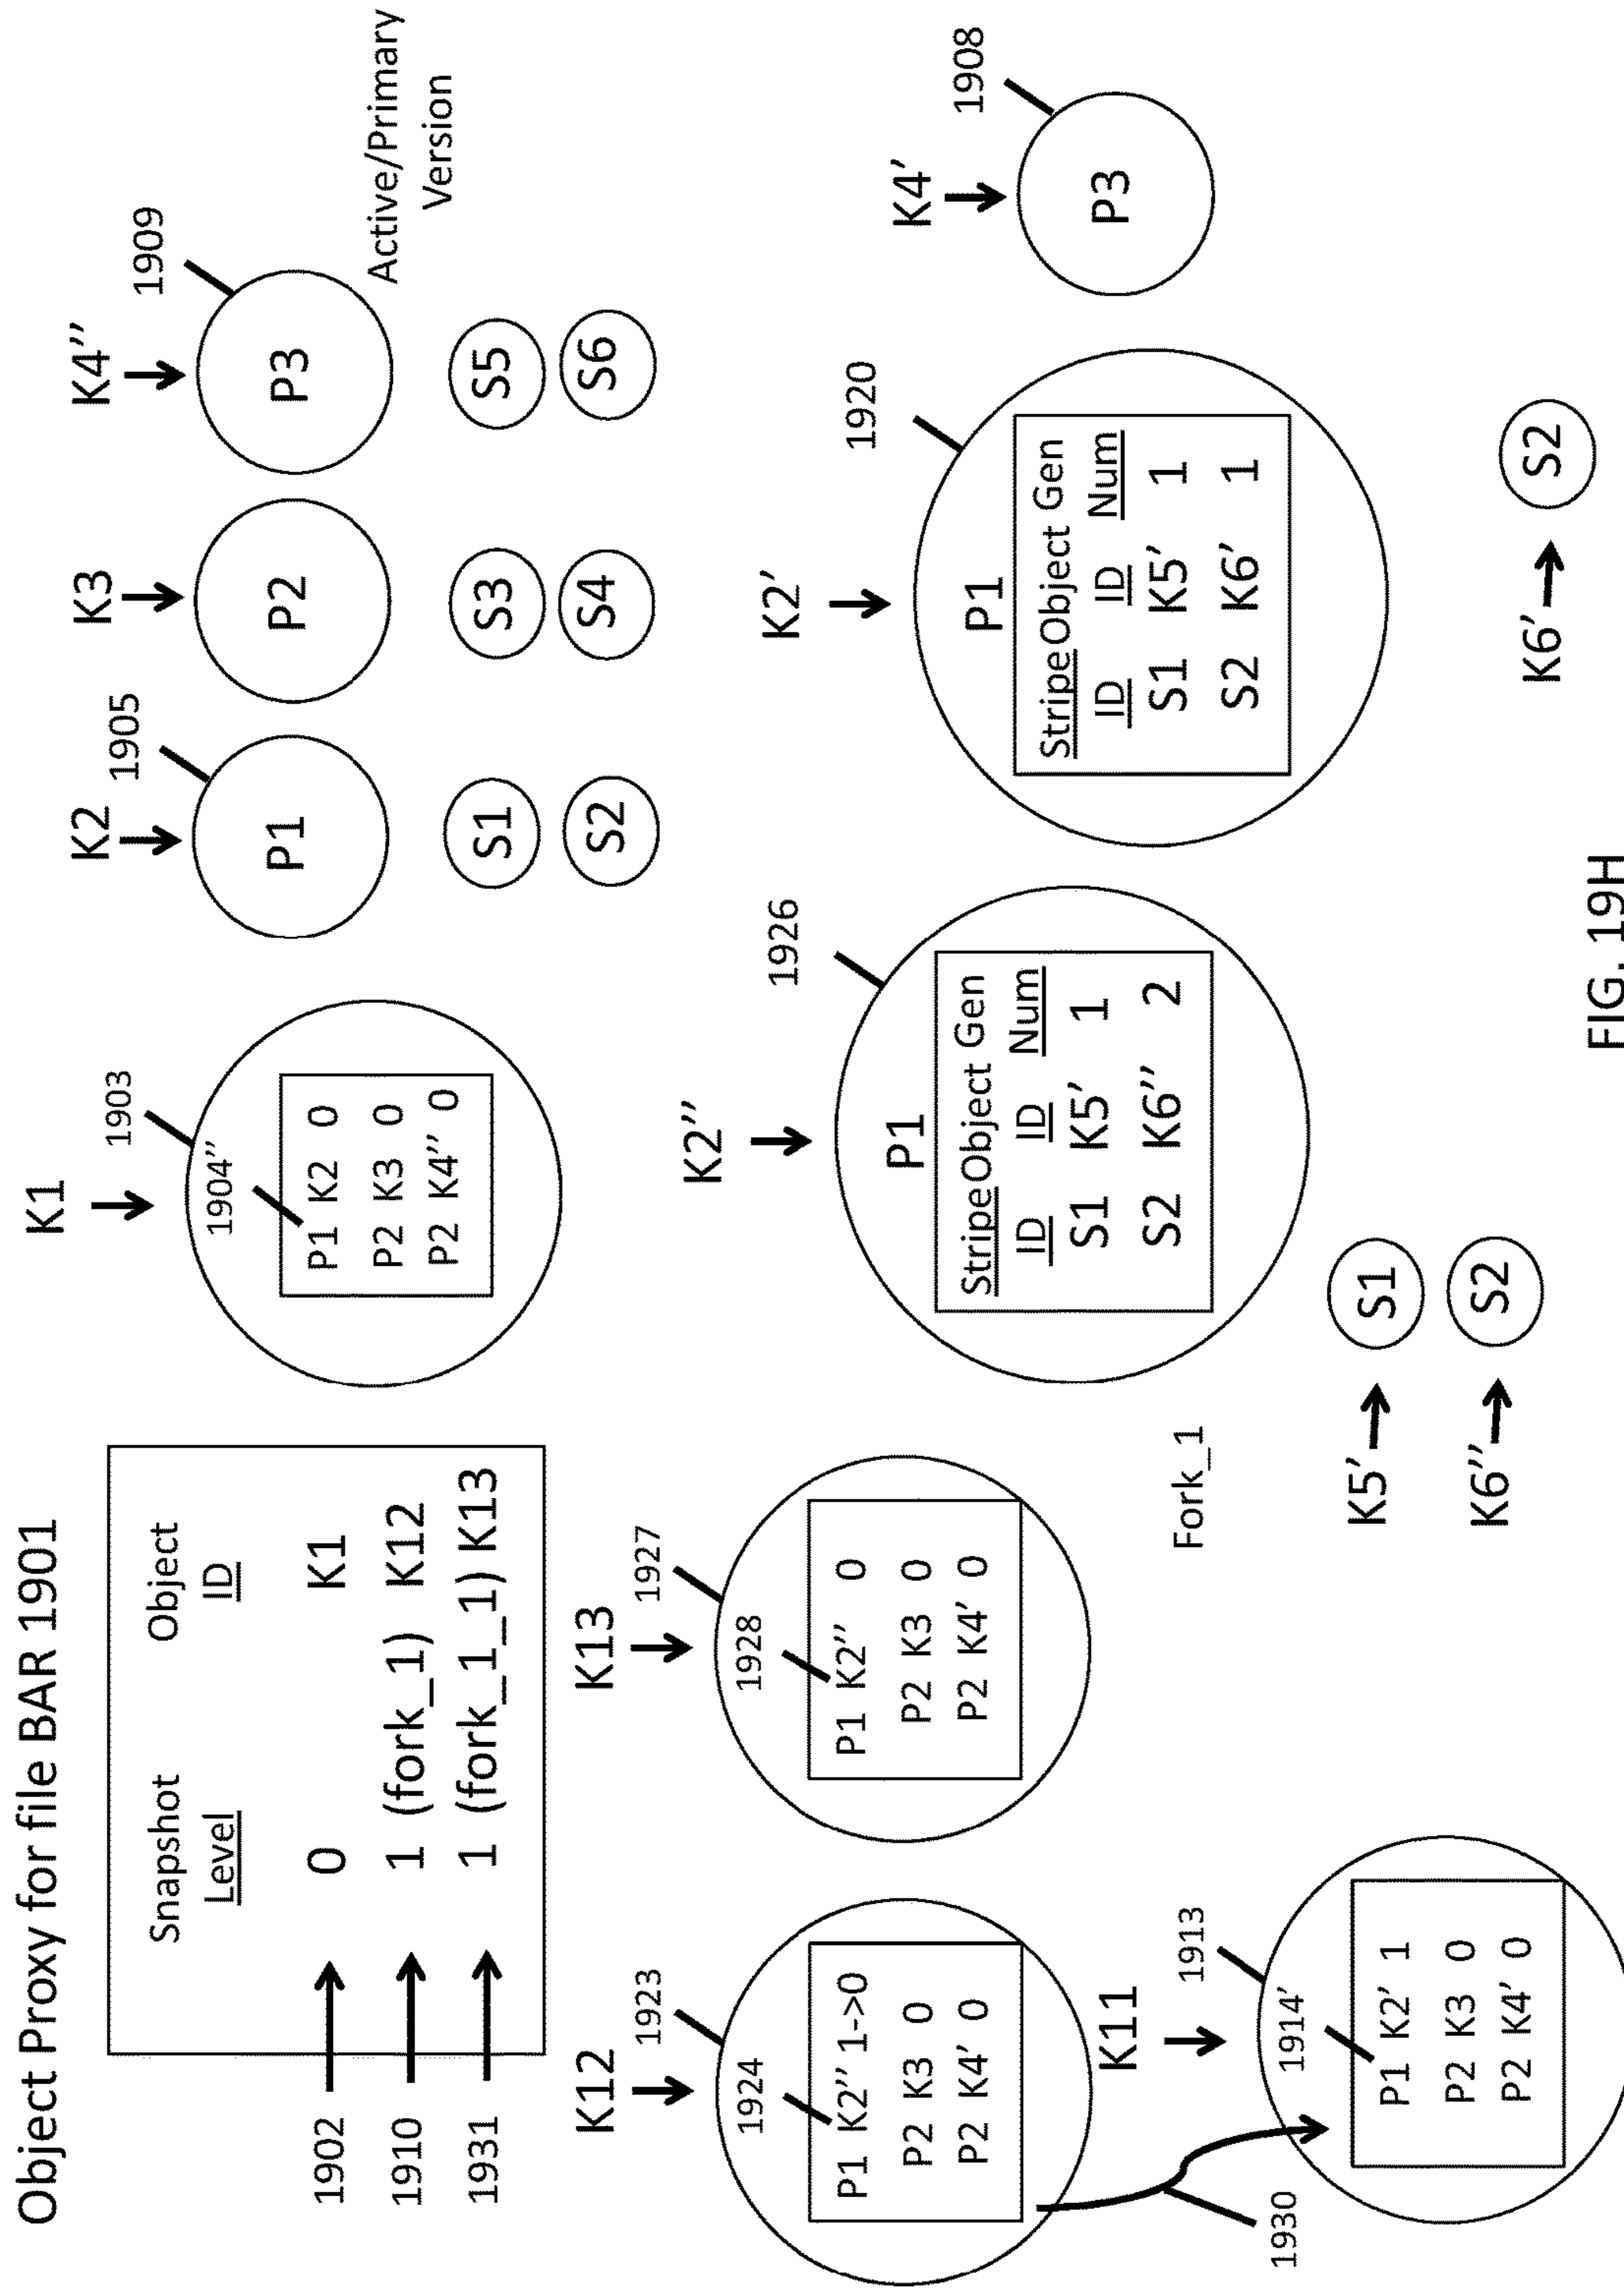 Object Proxy for file BAR 1901
Snapshot Level
Object ID
1902
0 K1
1910
1 (fork_1) K12
1931
1 (fork_1_1) K13
K1
1903
1904''
P1 K2 0
P2 K3 0
P2 K4'' 0
K2
1905
P1
S1
S2
K3
P2
S3
S4
K4''
1909
P3
S5
S6
Active/Primary
Version
K12
1923
1924
P1 K2'' 1->0
P2 K3 0
P2 K4' 0
K13
1927
1928
P1 K2'' 0
P2 K3 0
P2 K4' 0
K2''
1926
P1
Stripe Object Gen
ID ID Num
S1 K5' 1
S2 K6'' 2
K2'
1920
P1
Stripe Object Gen
ID ID Num
S1 K5' 1
S2 K6' 1
K4'
1908
P3
1930
K11
1913
1914'
P1 K2' 1
P2 K3 0
P2 K4' 0
Fork_1
K5'
S1
K6''
S2
K6'
S2
FIG. 19H